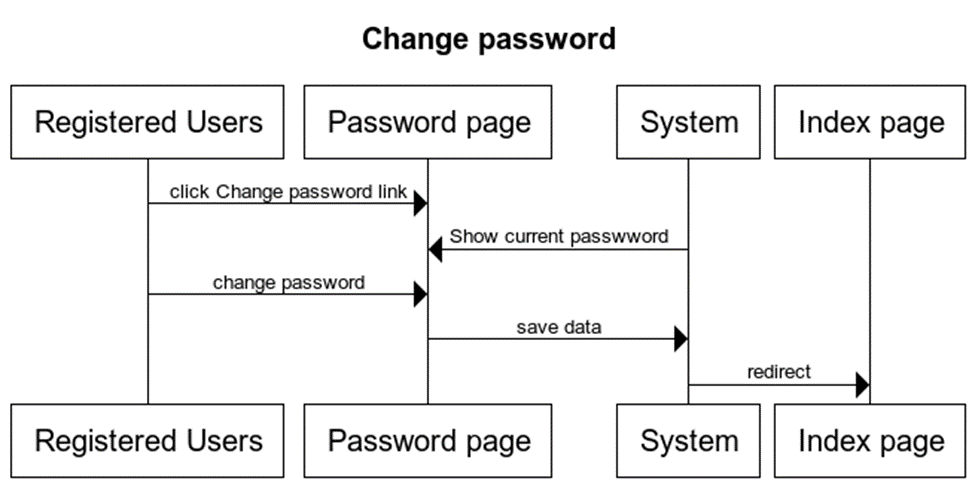 Change password
Registered Users
Password page
System
Index page
click Change password link
Show current passwword
change password
save data
redirect
Registered Users
Password page
System
Index page